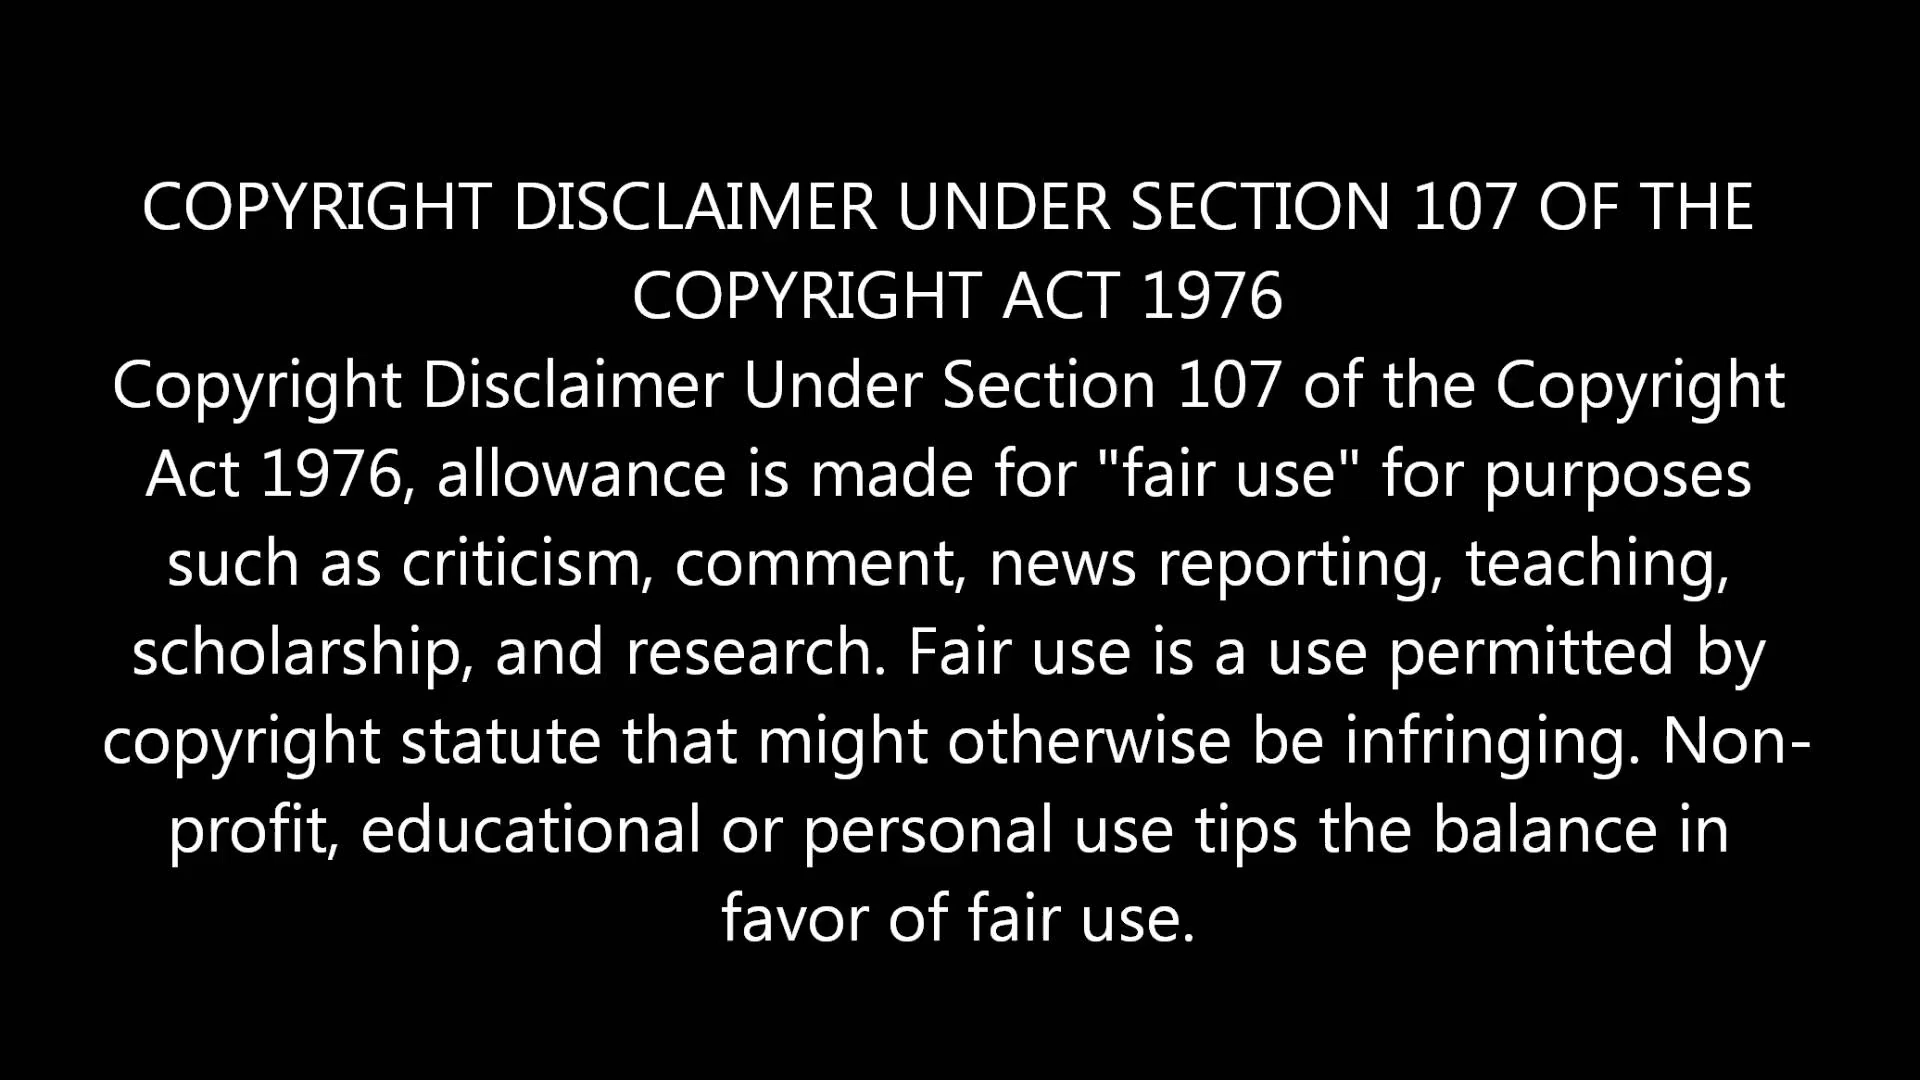 COPYRIGHT DISCLAIMER UNDER SECTION 107 OF THE
COPYRIGHT ACT 1976
Copyright Disclaimer Under Section 107 of the Copyright
Act 1976, allowance is made for "fair use" for purposes
such as criticism, comment, news reporting, teaching,
scholarship, and research. Fair use is a use permitted by
copyright statute that might otherwise be infringing. Non-
profit, educational or personal use tips the balance in
favor of fair use.